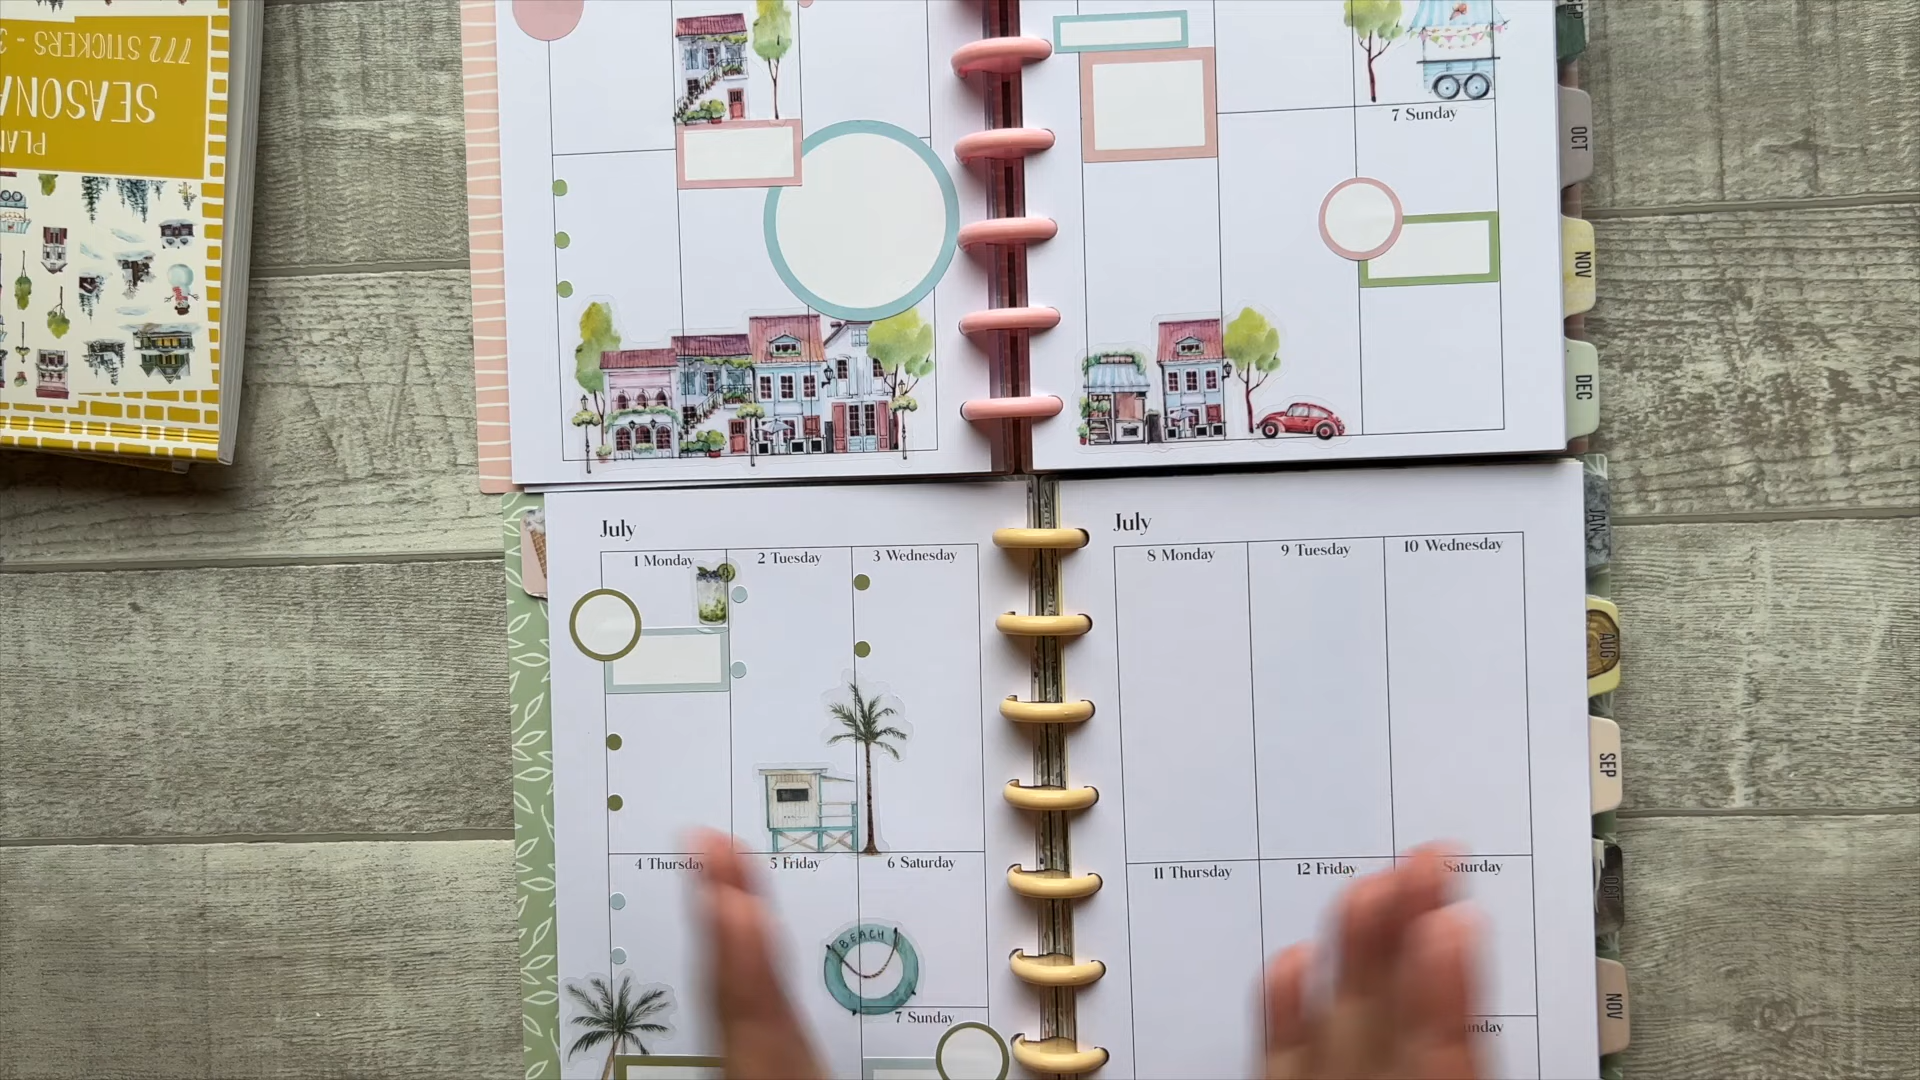 772 STICKERS - 3
SEASONA
PLA
7 Sunday
SEP
OCT
NOV
DEC
July
1 Monday
2 Tuesday
3 Wednesday
4 Thursday
5 Friday
6 Saturday
BEACH
7 Sunday
July
8 Monday
9 Tuesday
10 Wednesday
11 Thursday
12 Friday
Saturday
unday
JAN
AUG
SEP
OCT
NOV